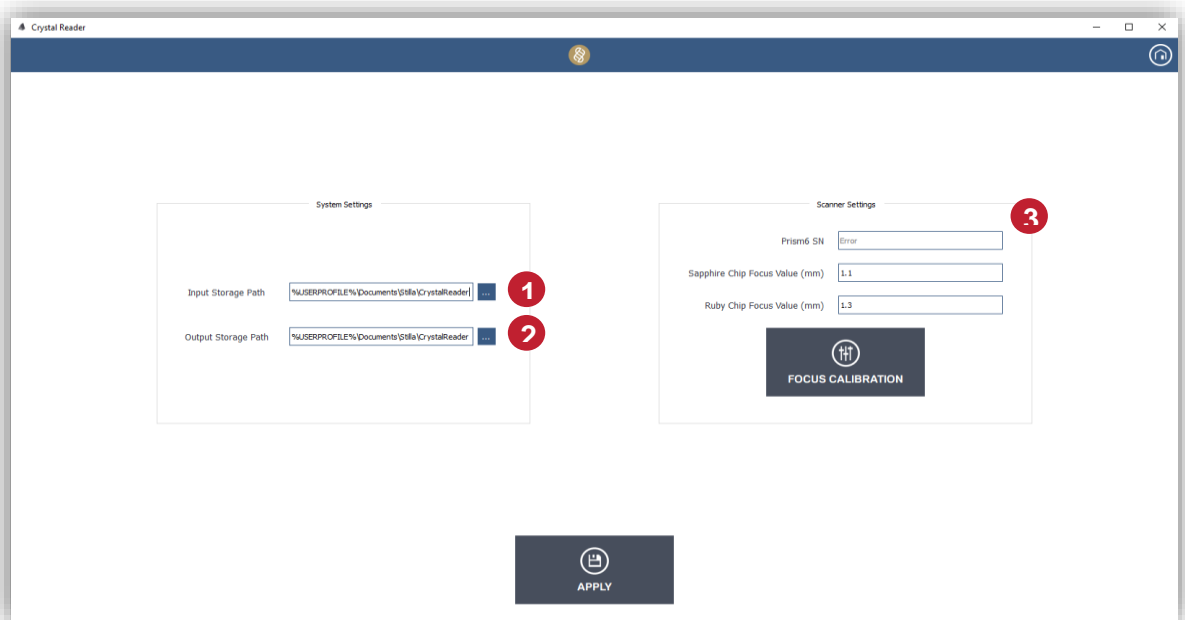 Crystal Reader
System Settings
Input Storage Path %USERPROFILE%\Documents\Stilla\CrystalReader ... 1
Output Storage Path %USERPROFILE%\Documents\Stilla\CrystalReader ... 2
Scanner Settings
3
Prism6 SN Error
Sapphire Chip Focus Value (mm) 1.1
Ruby Chip Focus Value (mm) 1.3
FOCUS CALIBRATION
APPLY